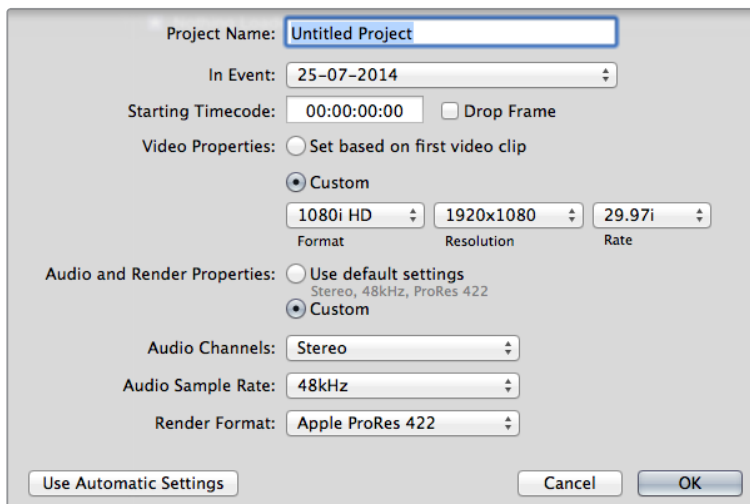 Project Name: Untitled Project
In Event: 25-07-2014
Starting Timecode: 00:00:00:00 Drop Frame
Video Properties: Set based on first video clip
Custom
1080i HD 1920x1080 29.97i
Format Resolution Rate
Audio and Render Properties: Use default settings
Stereo, 48kHz, ProRes 422
Custom
Audio Channels: Stereo
Audio Sample Rate: 48kHz
Render Format: Apple ProRes 422
Use Automatic Settings Cancel OK